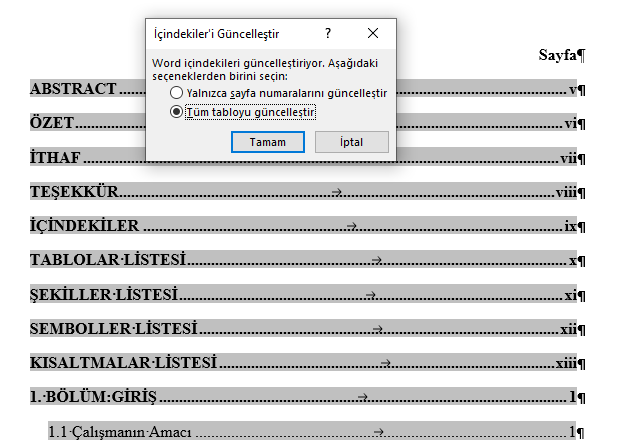 İçindekiler'i Güncelleştir ? ×
Word içindekileri güncelleştiriyor. Aşağıdaki
seçeneklerden birini seçin:
Yalnızca sayfa numaralarını güncelleştir
Tüm tabloyu güncelleştir
Tamam İptal
Sayfa¶
ABSTRACT v¶
ÖZET vi¶
İTHAF vii¶
TEŞEKKÜR → viii¶
İÇİNDEKİLER → ix¶
TABLOLAR·LİSTESİ → x¶
ŞEKİLLER·LİSTESİ → xi¶
SEMBOLLER·LİSTESİ → xii¶
KISALTMALAR·LİSTESİ → xiii¶
1.·BÖLÜM:GİRİŞ → 1¶
1.1·Çalışmanın·Amacı → 1¶